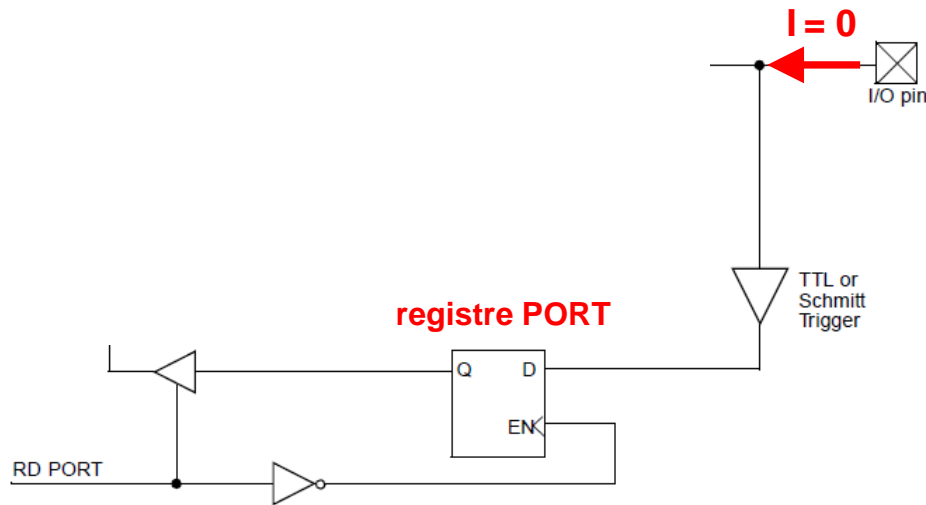 I = 0
I/O pin
TTL or
Schmitt
Trigger
registre PORT
Q
D
EN
RD PORT